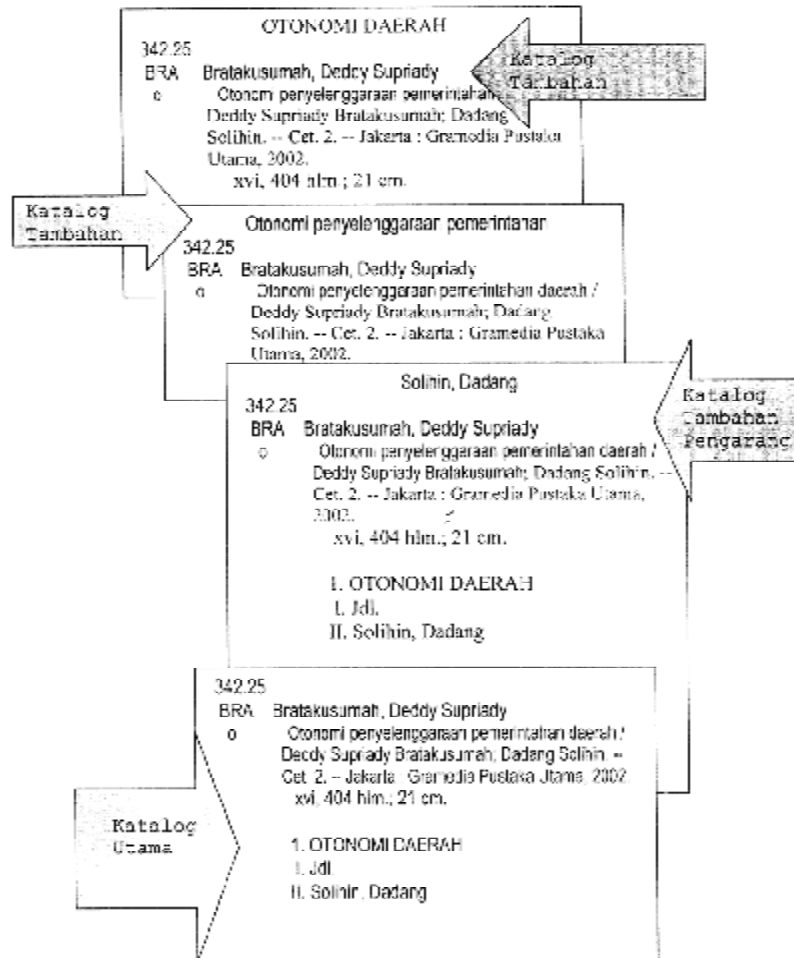 OTONOMI DAERAH
342.25
BRA Bratakusumah, Deddy Supriady
o Otonomi penyelenggaraan pemerintahan
Deddy Supriady Bratakusumah; Dadang
Solihin. -- Cet. 2. -- Jakarta : Gramedia Pustaka
Utama, 2002.
xvi, 404 hlm.; 21 cm.
Katalog
Tambahan
Katalog
Tambahan
Otonomi penyelenggaraan pemerintahan
342.25
BRA Bratakusumah, Deddy Supriady
o Otonomi penyelenggaraan pemerintahan daerah /
Deddy Supriady Bratakusumah; Dadang
Solihin. -- Cet. 2. -- Jakarta : Gramedia Pustaka
Utama, 2002.
Solihin, Dadang
342.25
BRA Bratakusumah, Deddy Supriady
o Otonomi penyelenggaraan pemerintahan daerah /
Deddy Supriady Bratakusumah; Dadang Solihin. --
Cet. 2. -- Jakarta : Gramedia Pustaka Utama,
2002.
xvi, 404 hlm.; 21 cm.
1. OTONOMI DAERAH
I. Jdl.
II. Solihin, Dadang
Katalog
Tambahan
Pengarang
342.25
BRA Bratakusumah, Deddy Supriady
o Otonomi penyelenggaraan pemerintahan daerah /
Deddy Supriady Bratakusumah; Dadang Solihin. --
Cet. 2. -- Jakarta : Gramedia Pustaka Utama, 2002
xvi, 404 hlm.; 21 cm.
1. OTONOMI DAERAH
I. Jdl.
II. Solihin, Dadang
Katalog
Utama